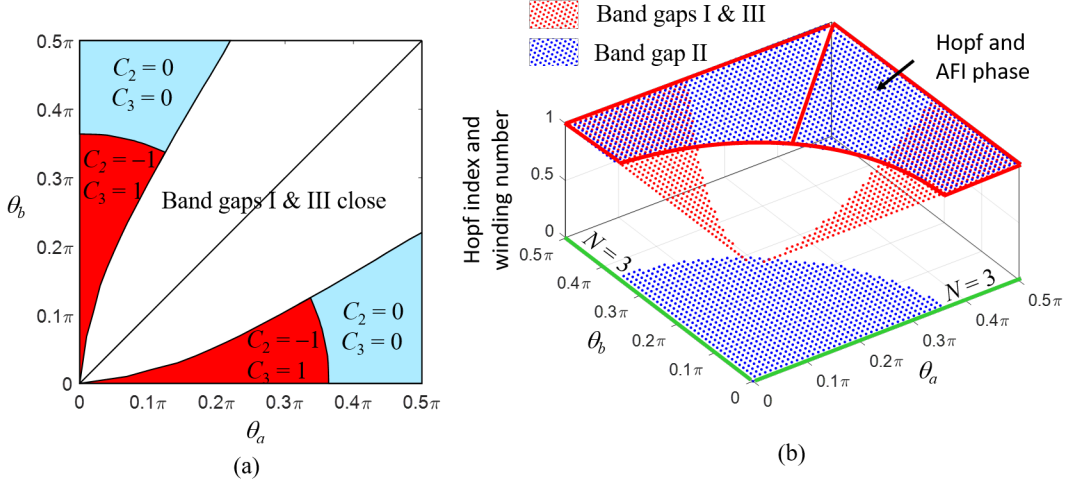 0.5π
0.4π
0.3π
0.2π
0.1π
0
θ_b
C₂ = 0
C₃ = 0
C₂ = −1
C₃ = 1
Band gaps I & III close
C₂ = −1
C₃ = 1
C₂ = 0
C₃ = 0
0
0.1π
0.2π
0.3π
0.4π
0.5π
θ_a
(a)
Band gaps I & III
Band gap II
Hopf and
AFI phase
Hopf index and
winding number
1
0.5
0
0.5π
0.4π
0.3π
0.2π
0.1π
0
θ_b
N = 3
N = 3
0
0.1π
0.2π
0.3π
0.4π
0.5π
θ_a
(b)